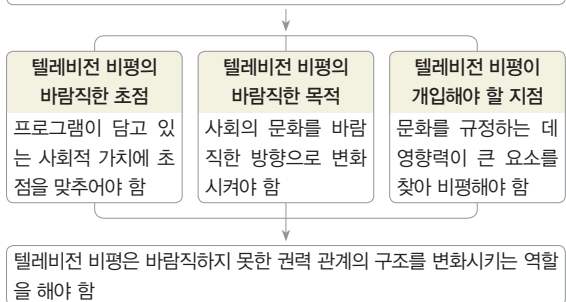 텔레비전 비평의
바람직한 초점
프로그램이 담고 있
는 사회적 가치에 초
점을 맞추어야 함
텔레비전 비평의
바람직한 목적
사회의 문화를 바람
직한 방향으로 변화
시켜야 함
텔레비전 비평이
개입해야 할 지점
문화를 규정하는 데
영향력이 큰 요소를
찾아 비평해야 함
텔레비전 비평은 바람직하지 못한 권력 관계의 구조를 변화시키는 역할
을 해야 함